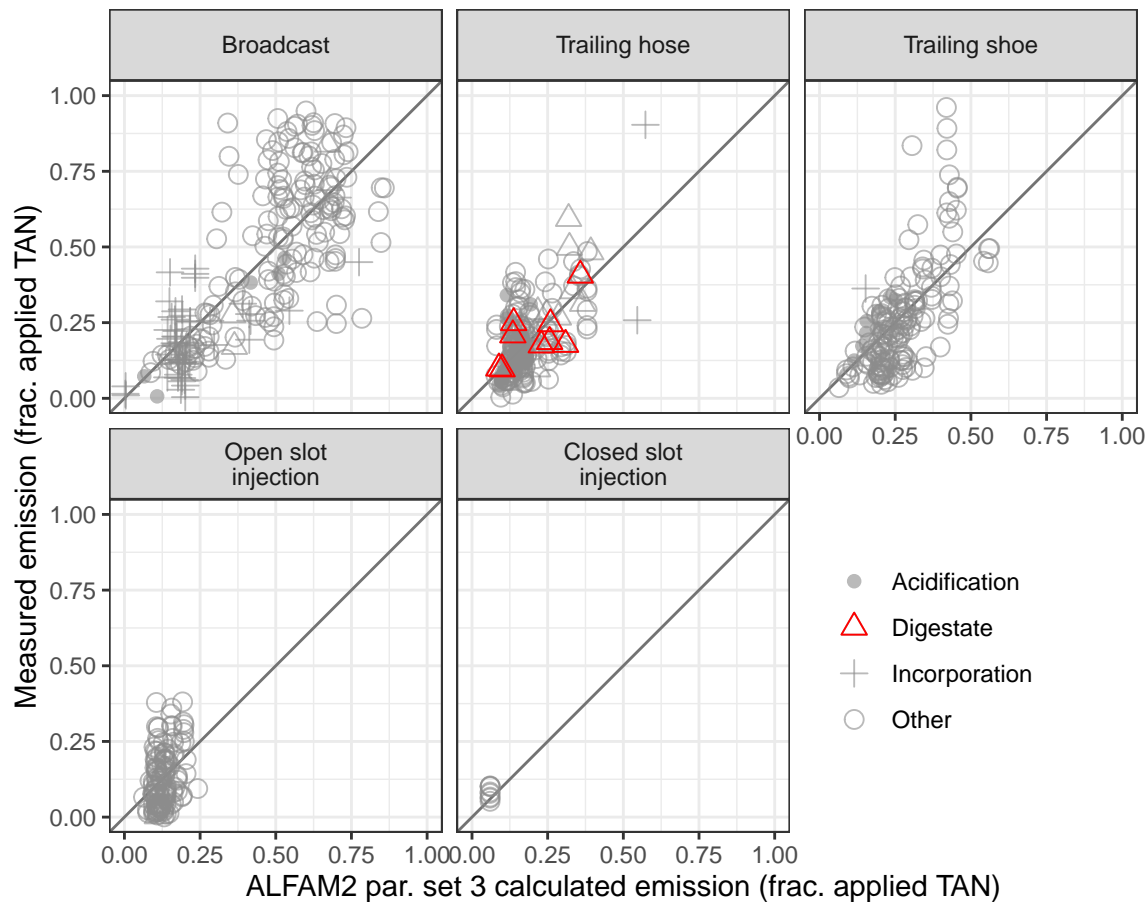 Broadcast
Trailing hose
Trailing shoe
1.00
0.75
0.50
0.25
0.00
0.00 0.25 0.50 0.75 1.00
Open slot
injection
Closed slot
injection
1.00
0.75
0.50
0.25
0.00
0.00 0.25 0.50 0.75 1.00
0.00 0.25 0.50 0.75 1.00
Acidification
Digestate
Incorporation
Other
Measured emission (frac. applied TAN)
ALFAM2 par. set 3 calculated emission (frac. applied TAN)